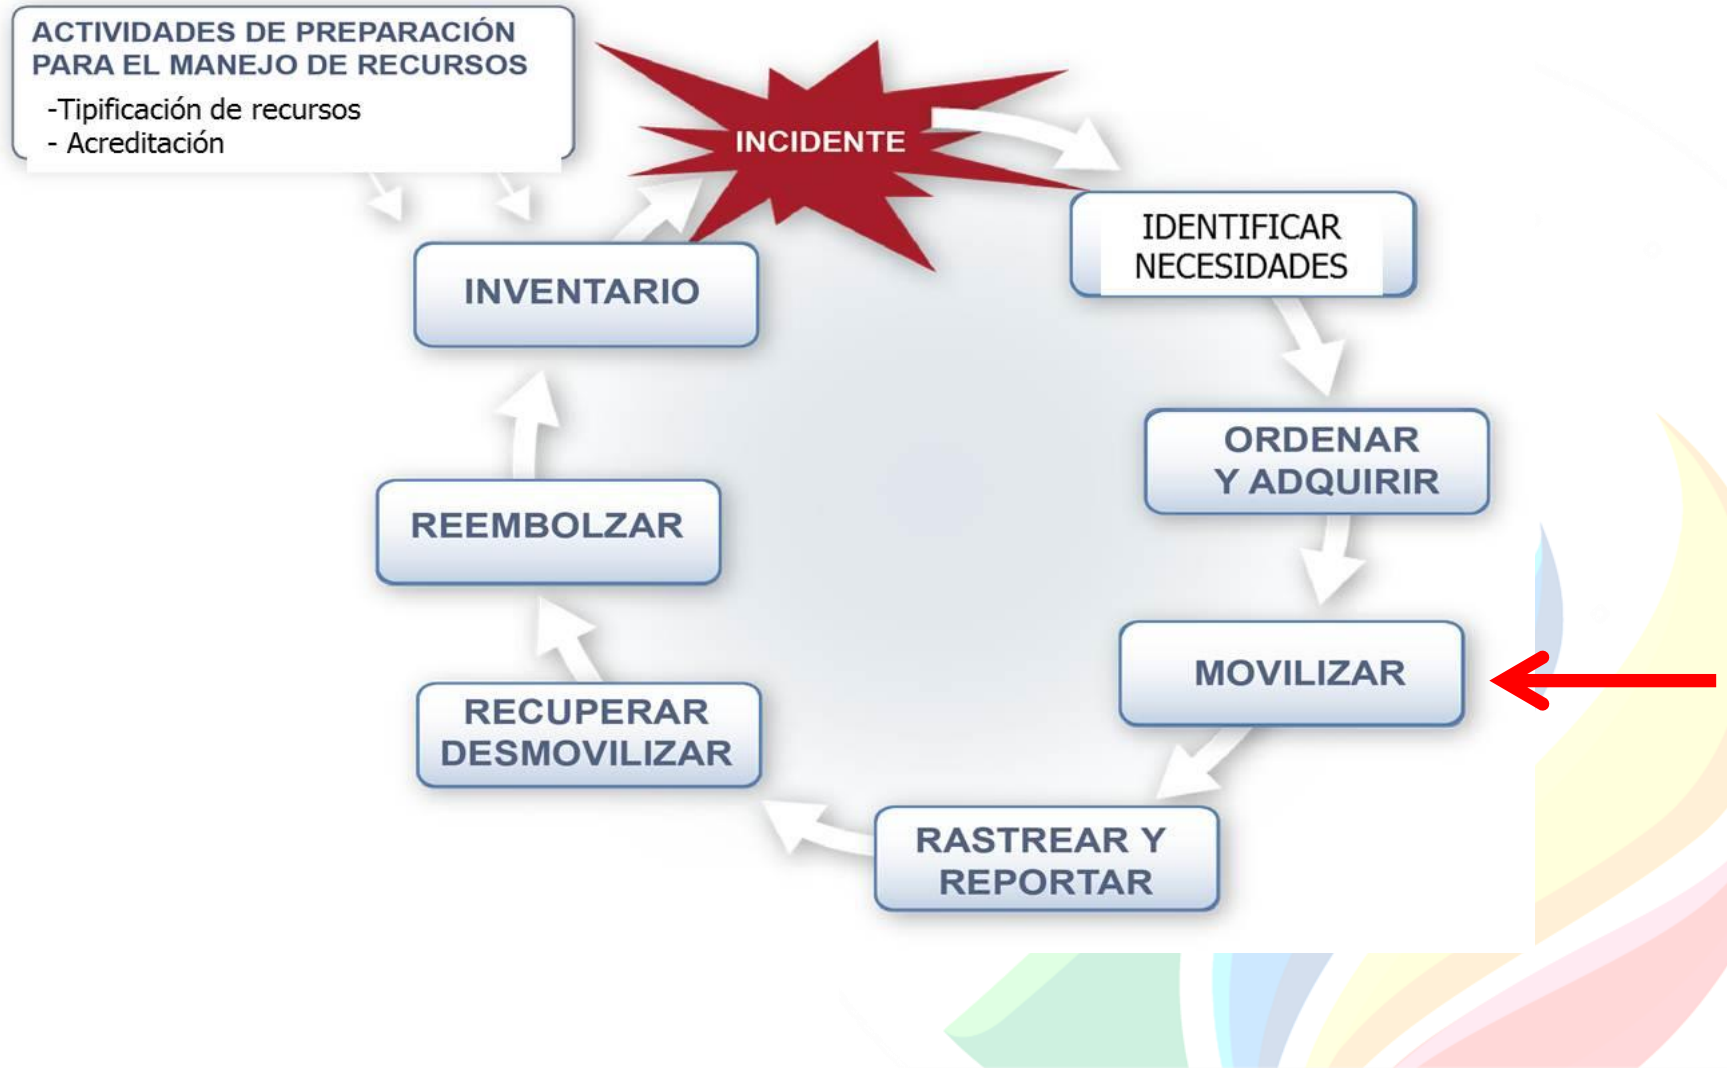 ACTIVIDADES DE PREPARACIÓN
PARA EL MANEJO DE RECURSOS
-Tipificación de recursos
- Acreditación
INCIDENTE
IDENTIFICAR
NECESIDADES
ORDENAR
Y ADQUIRIR
MOVILIZAR
RASTREAR Y
REPORTAR
RECUPERAR
DESMOVILIZAR
REEMBOLZAR
INVENTARIO